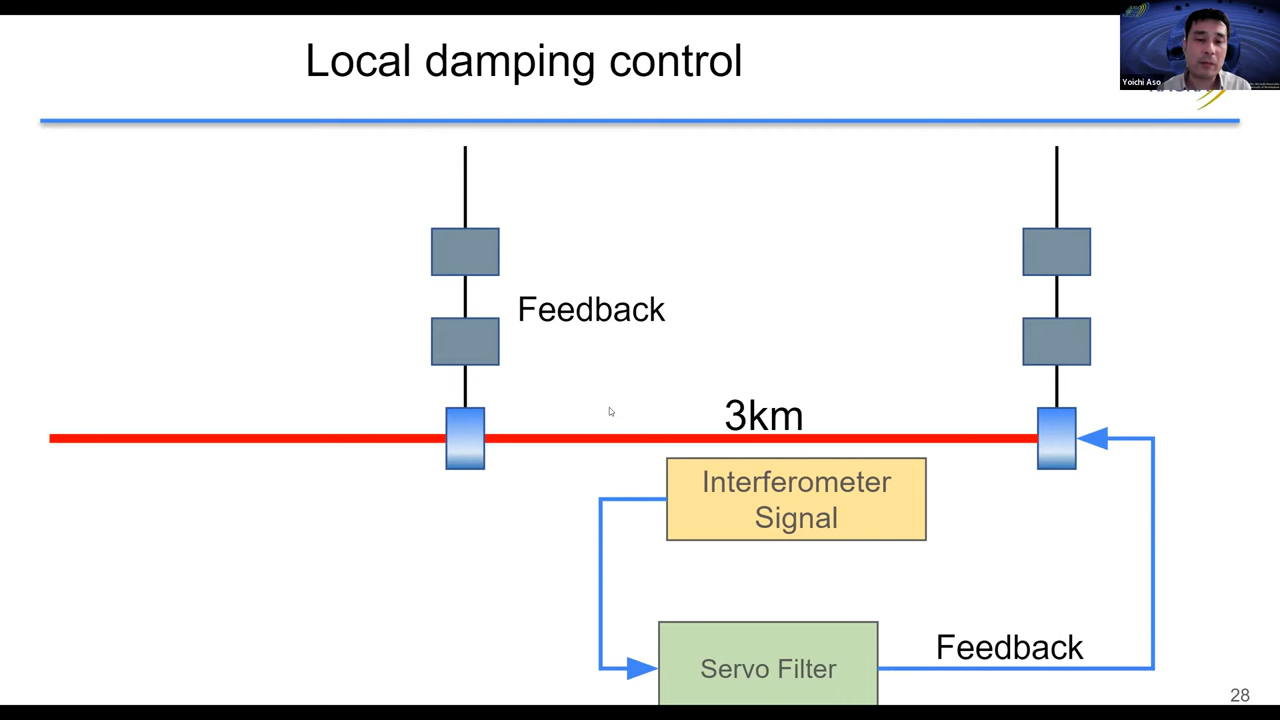 Local damping control
Yoichi Aso
Feedback
3km
Interferometer
Signal
Feedback
Servo Filter
28